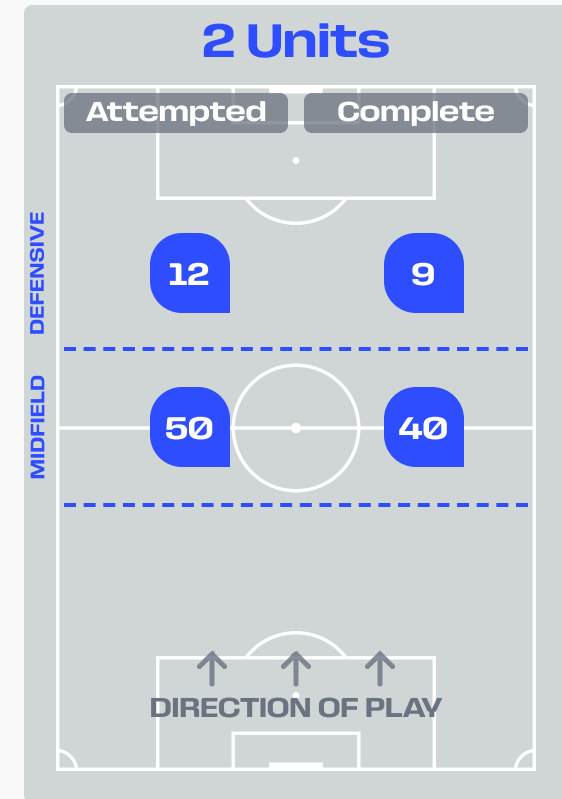 2 Units
Attempted Complete
DEFENSIVE
12 9
MIDFIELD
50 40
DIRECTION OF PLAY